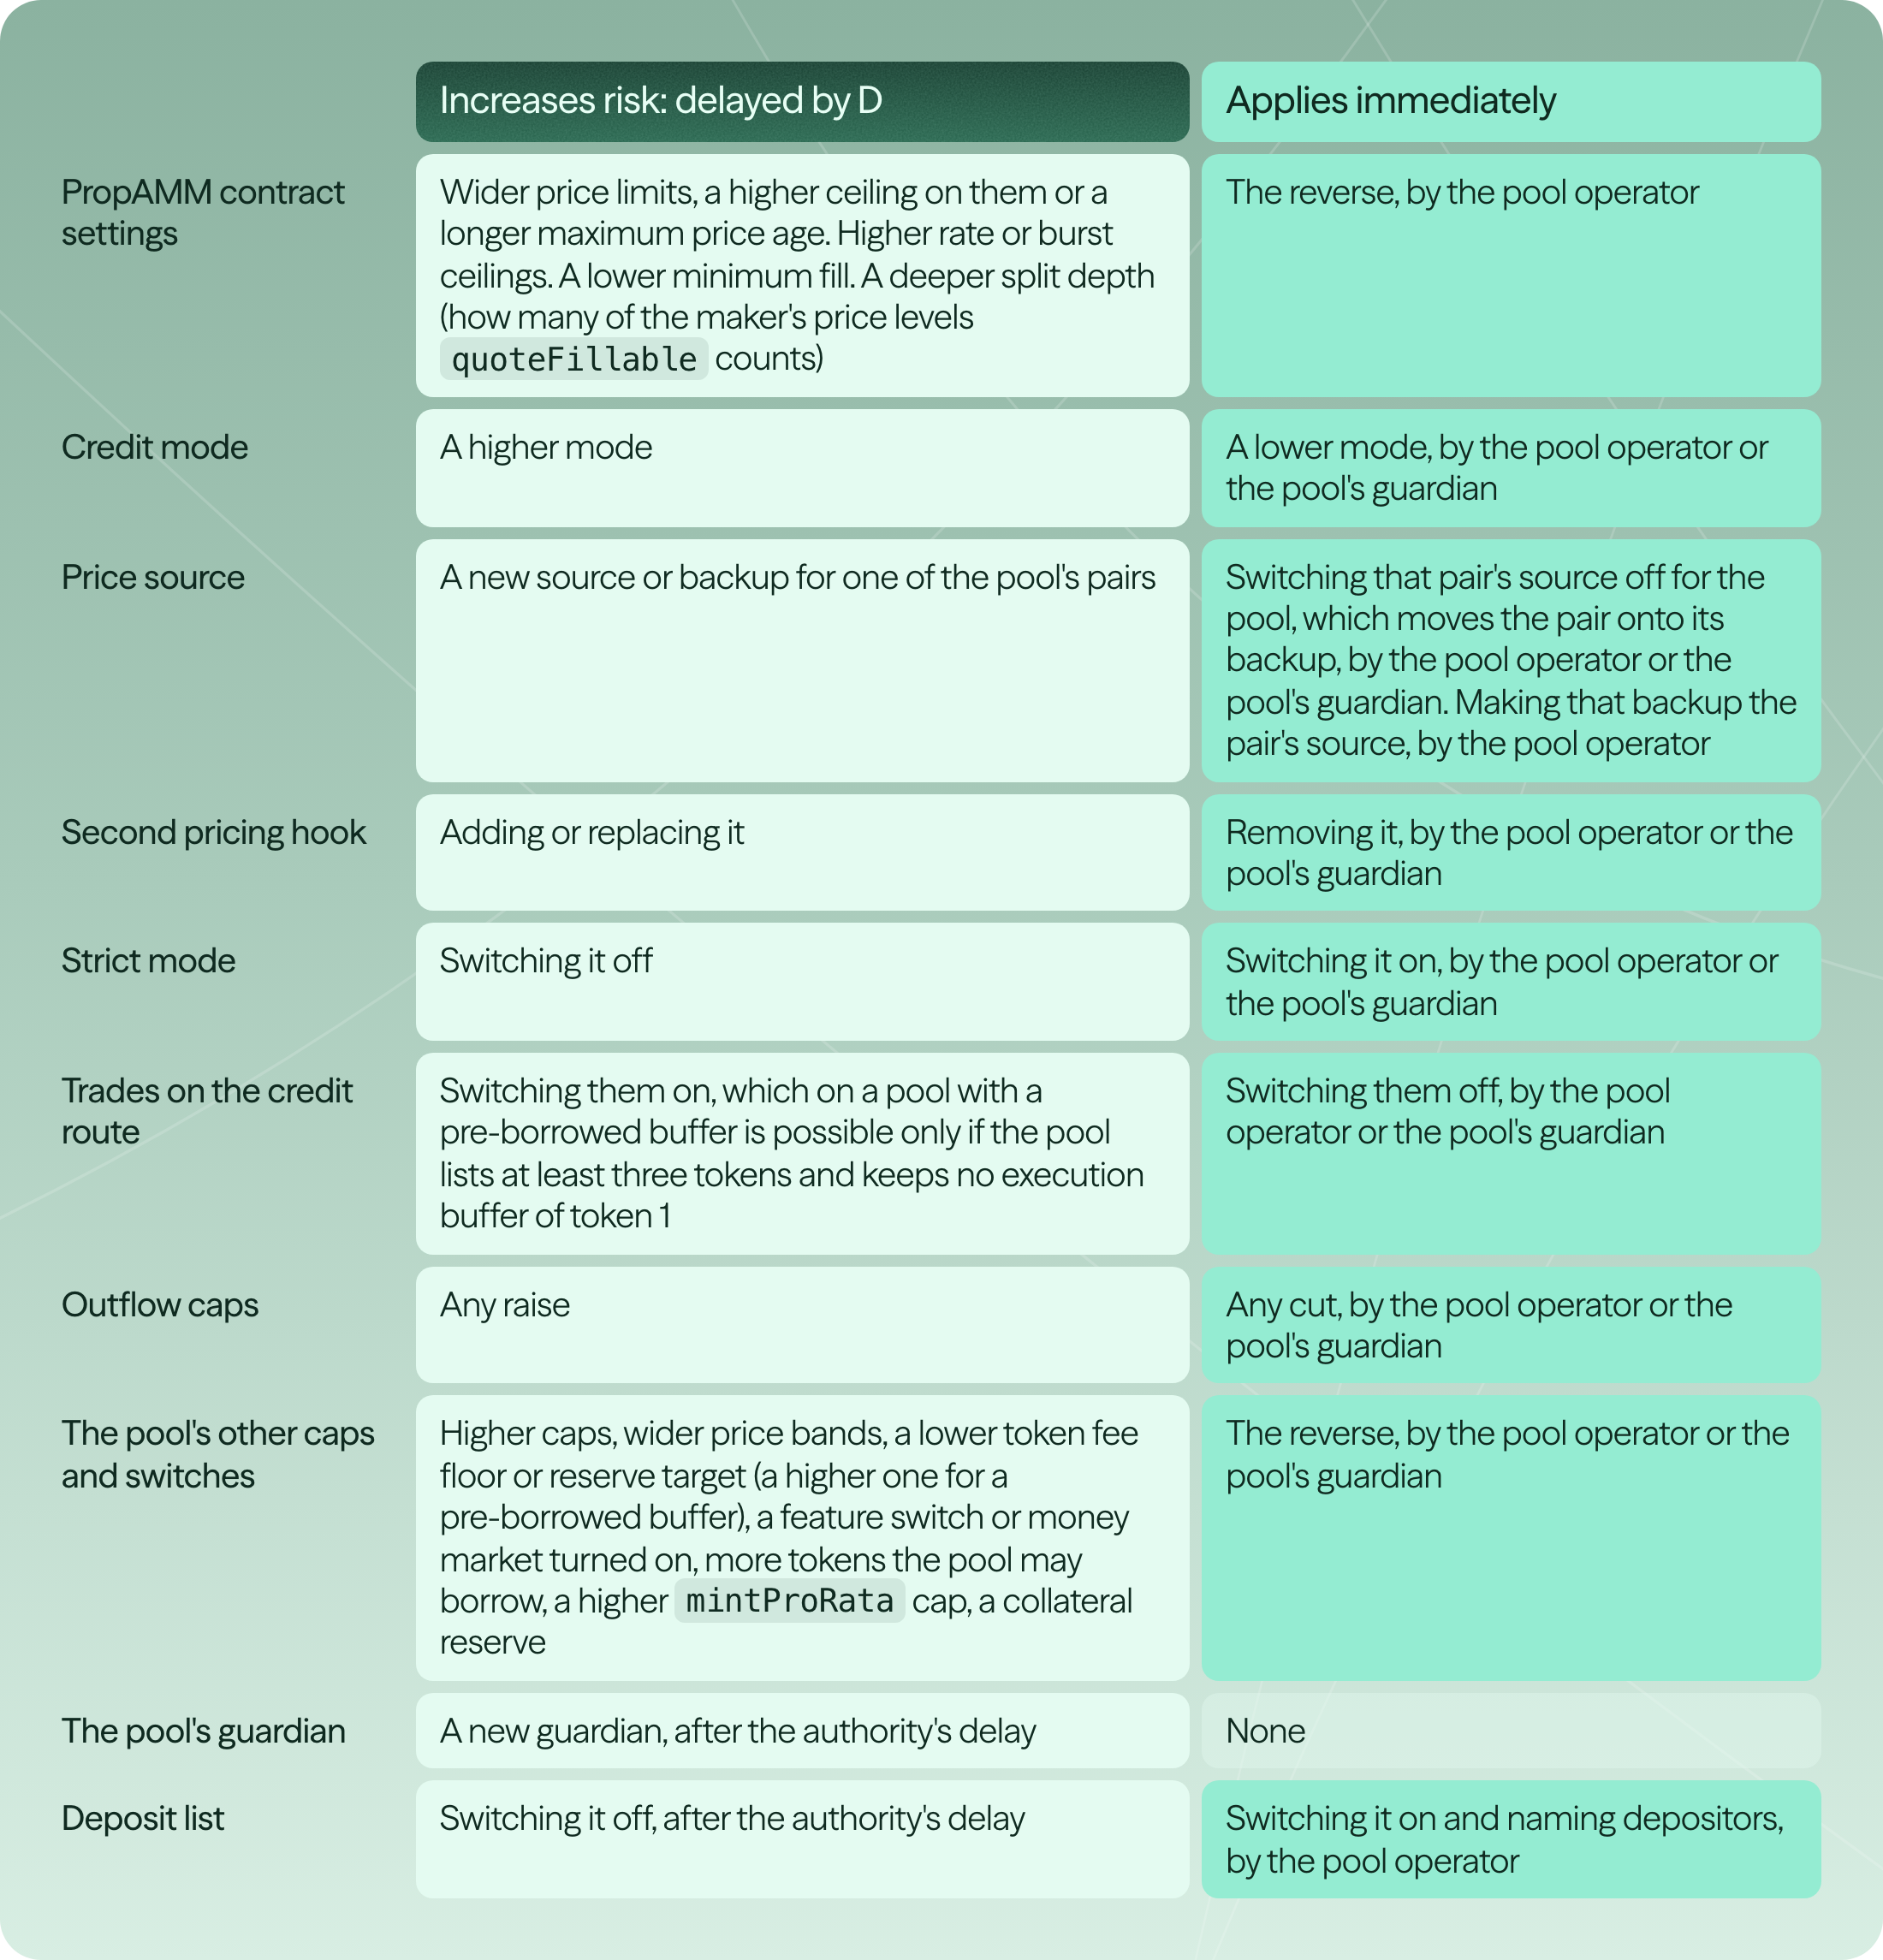 Increases risk: delayed by D
Applies immediately
PropAMM contract
settings
Wider price limits, a higher ceiling on them or a
longer maximum price age. Higher rate or burst
ceilings. A lower minimum fill. A deeper split depth
(how many of the maker's price levels
quoteFillable counts)
The reverse, by the pool operator
Credit mode
A higher mode
A lower mode, by the pool operator or
the pool's guardian
Price source
A new source or backup for one of the pool's pairs
Switching that pair's source off for the
pool, which moves the pair onto its
backup, by the pool operator or the
pool's guardian. Making that backup the
pair's source, by the pool operator
Second pricing hook
Adding or replacing it
Removing it, by the pool operator or the
pool's guardian
Strict mode
Switching it off
Switching it on, by the pool operator or
the pool's guardian
Trades on the credit
route
Switching them on, which on a pool with a
pre-borrowed buffer is possible only if the pool
lists at least three tokens and keeps no execution
buffer of token 1
Switching them off, by the pool
operator or the pool's guardian
Outflow caps
Any raise
Any cut, by the pool operator or the
pool's guardian
The pool's other caps
and switches
Higher caps, wider price bands, a lower token fee
floor or reserve target (a higher one for a
pre-borrowed buffer), a feature switch or money
market turned on, more tokens the pool may
borrow, a higher mintProRata cap, a collateral
reserve
The reverse, by the pool operator or the
pool's guardian
The pool's guardian
A new guardian, after the authority's delay
None
Deposit list
Switching it off, after the authority's delay
Switching it on and naming depositors,
by the pool operator